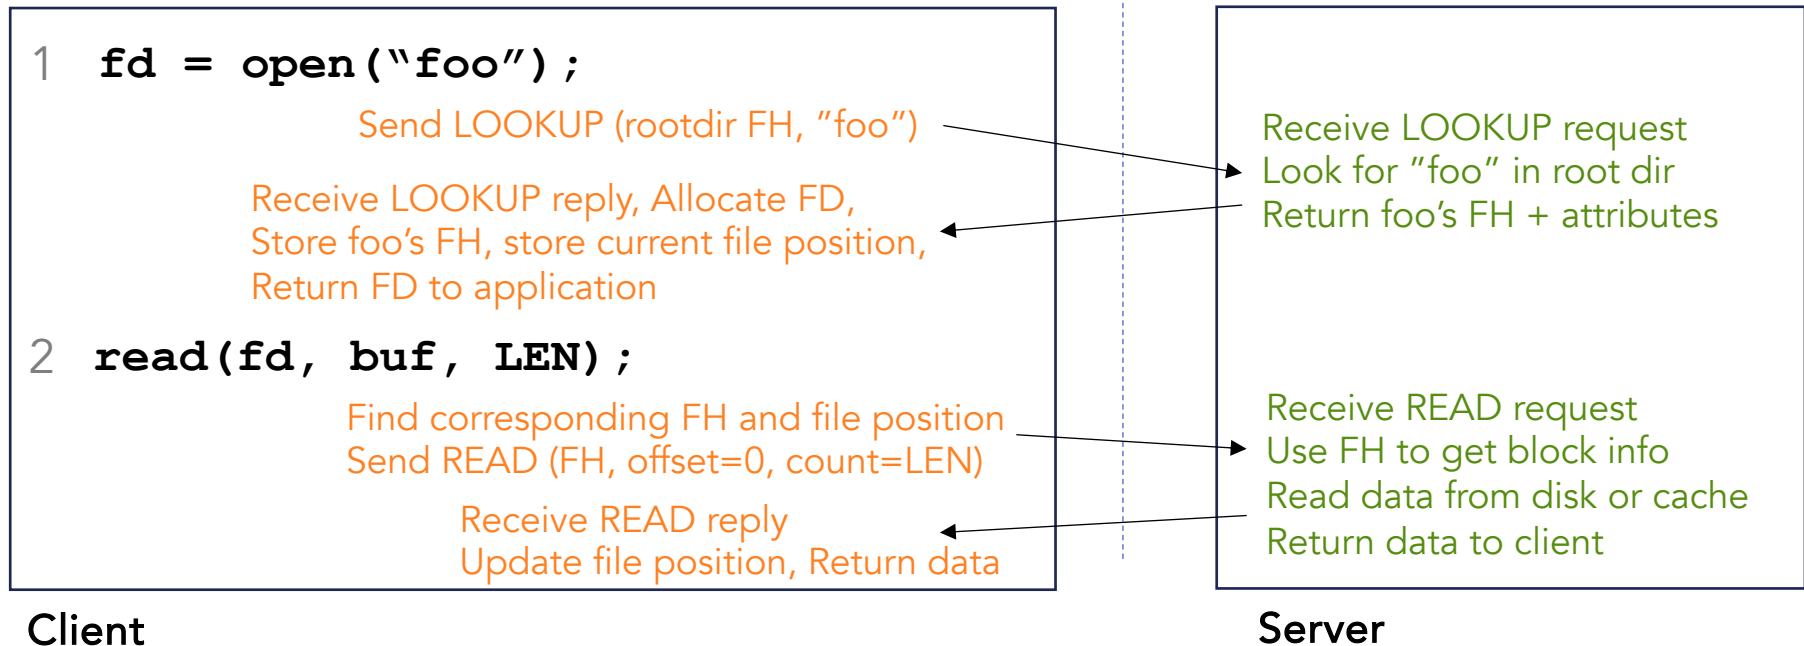 1 fd = open(“foo”);
Send LOOKUP (rootdir FH, ”foo”)
Receive LOOKUP reply, Allocate FD,
Store foo’s FH, store current file position,
Return FD to application
2 read(fd, buf, LEN);
Find corresponding FH and file position
Send READ (FH, offset=0, count=LEN)
Receive READ reply
Update file position, Return data
Client
Receive LOOKUP request
Look for ”foo” in root dir
Return foo’s FH + attributes
Receive READ request
Use FH to get block info
Read data from disk or cache
Return data to client
Server